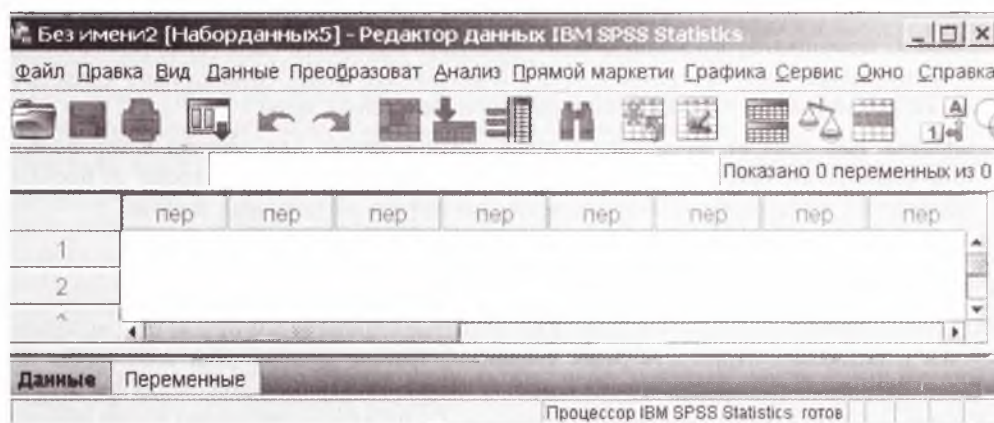 Без имени2 [Наборданных5] - Редактор данных IBM SPSS Statistics
Файл Правка Вид Данные Преобразоват Анализ Прямой маркетин Графика Сервис Окно Справка
A
1
Показано 0 переменных из 0
пер пер пер пер пер пер пер пер
1
2
Данные Переменные
Процессор IBM SPSS Statistics готов